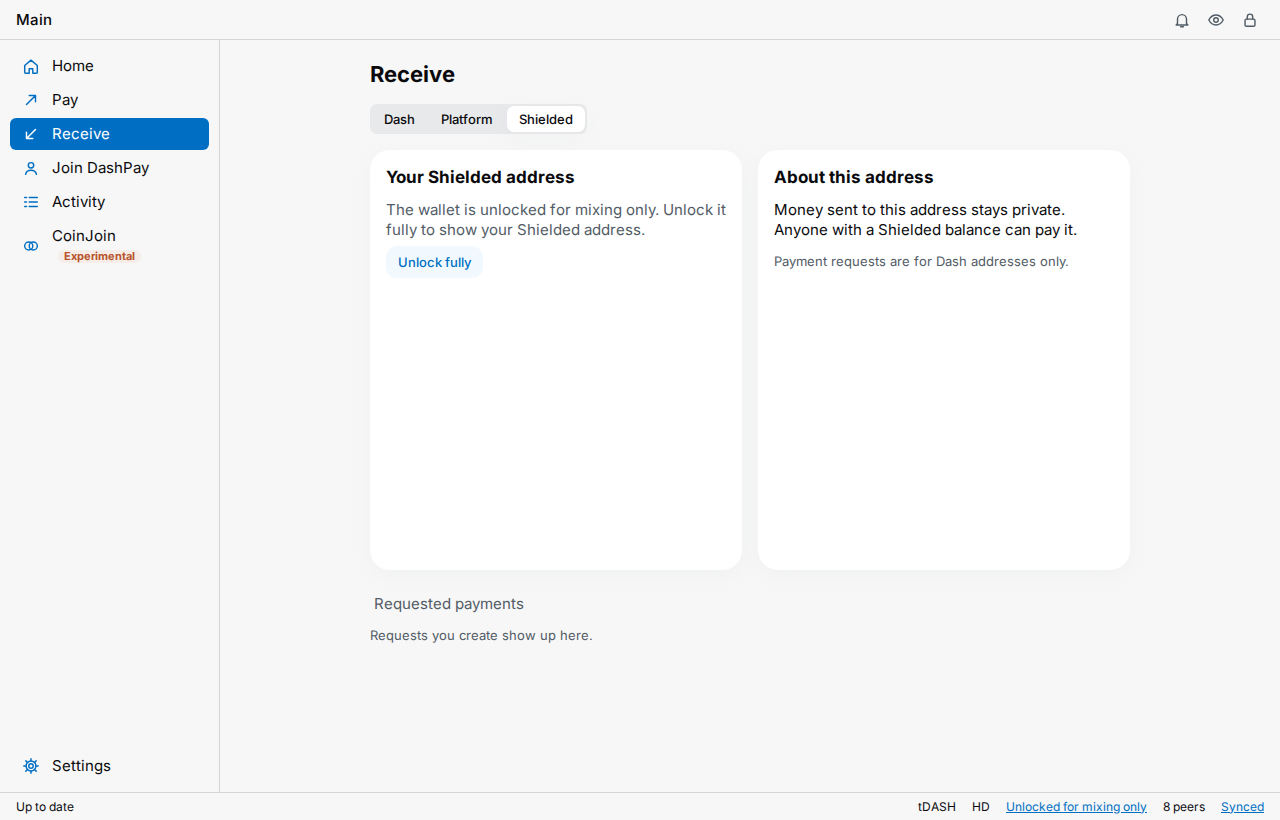 Main
Home
Pay
Receive
Join DashPay
Activity
CoinJoin
Experimental
Settings
Receive
Dash
Platform
Shielded
Your Shielded address
The wallet is unlocked for mixing only. Unlock it
fully to show your Shielded address.
Unlock fully
About this address
Money sent to this address stays private.
Anyone with a Shielded balance can pay it.
Payment requests are for Dash addresses only.
Requested payments
Requests you create show up here.
Up to date
tDASH
HD
Unlocked for mixing only
8 peers
Synced